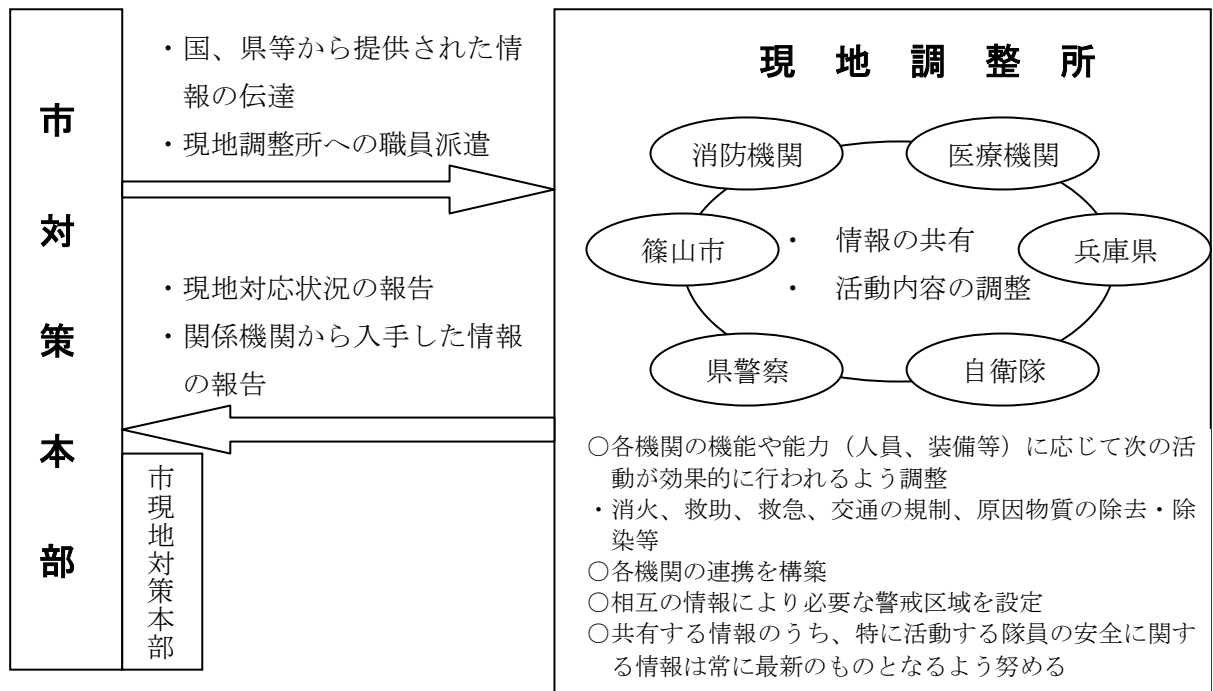 市対策本部
・国、県等から提供された情
報の伝達
・現地調整所への職員派遣
・現地対応状況の報告
・関係機関から入手した情報
の報告
市現地対策本部
現地調整所
消防機関
医療機関
篠山市
・ 情報の共有
・ 活動内容の調整
兵庫県
県警察
自衛隊
○各機関の機能や能力（人員、装備等）に応じて次の活
動が効果的に行われるよう調整
・消火、救助、救急、交通の規制、原因物質の除去・除
染等
○各機関の連携を構築
○相互の情報により必要な警戒区域を設定
○共有する情報のうち、特に活動する隊員の安全に関す
る情報は常に最新のものとなるよう努める